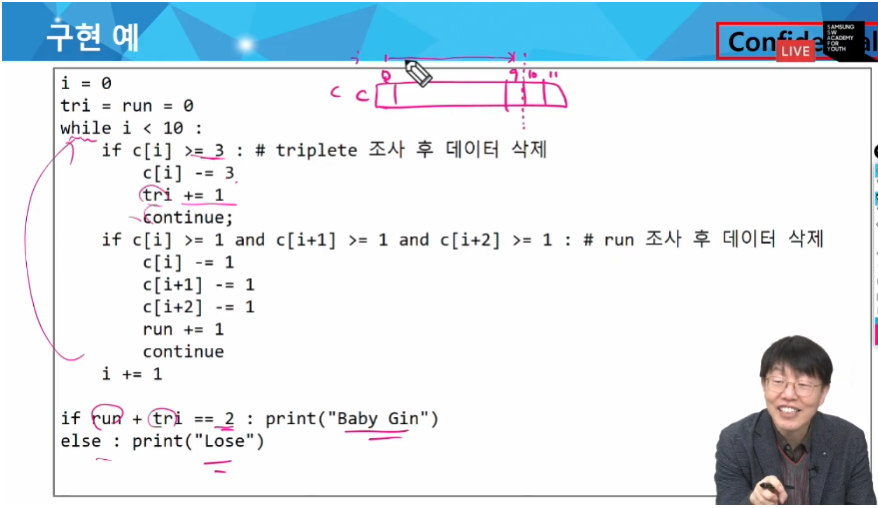 구현 예
Confide
al
LIVE
SAMSUNG
SW
ACADEMY
FOR
YOUTH
i = 0
tri = run = 0
while i < 10 :
if c[i] >= 3 : # triplete 조사 후 데이터 삭제
c[i] -= 3
tri += 1
continue;
if c[i] >= 1 and c[i+1] >= 1 and c[i+2] >= 1 : # run 조사 후 데이터 삭제
c[i] -= 1
c[i+1] -= 1
c[i+2] -= 1
run += 1
continue
i += 1
if run + tri == 2 : print("Baby Gin")
else : print("Lose")
i
0 9 10 11
C C